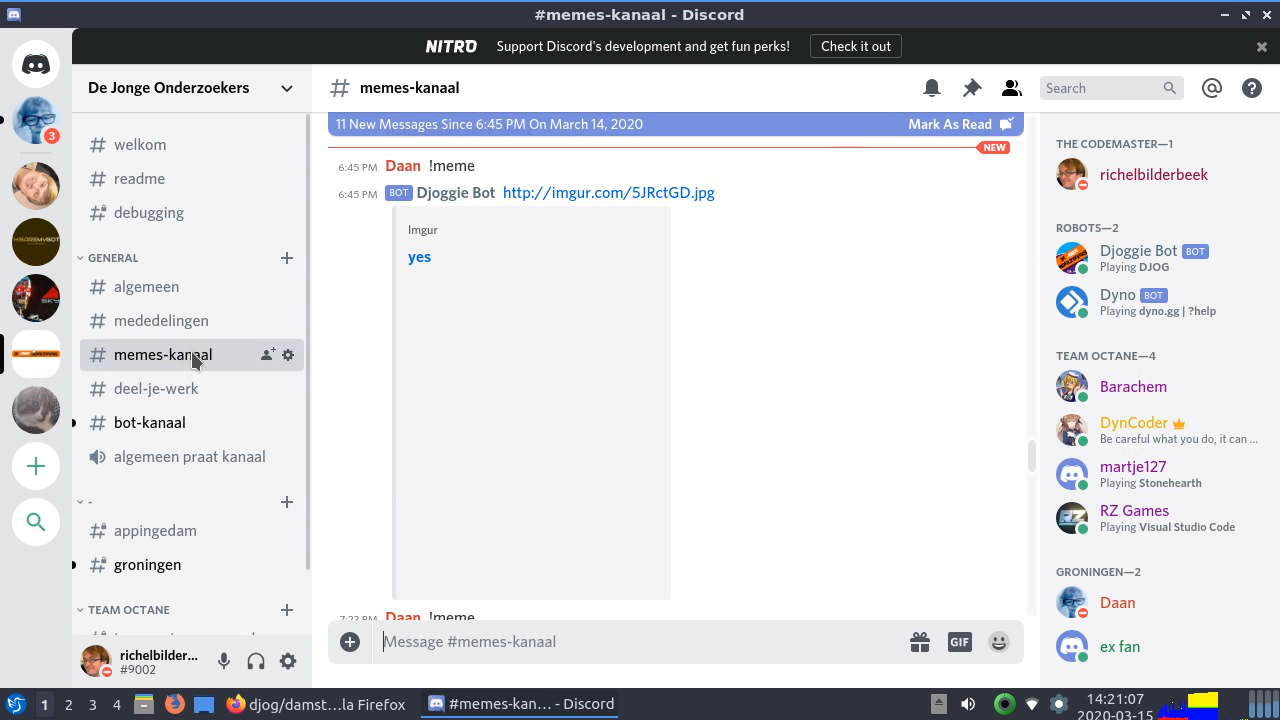 #memes-kanaal - Discord
NITRO Support Discord's development and get fun perks! Check it out
De Jonge Onderzoekers
welkom
readme
debugging
GENERAL
algemeen
mededelingen
memes-kanaal
deel-je-werk
bot-kanaal
algemeen praat kanaal
-
appingedam
groningen
TEAM OCTANE
richelbilder...
#9002
3
memes-kanaal
Search
11 New Messages Since 6:45 PM On March 14, 2020 Mark As Read
NEW
6:45 PM Daan !meme
6:45 PM BOT Djoggie Bot http://imgur.com/5JRctGD.jpg
Imgur
yes
7:23 PM Daan !meme
Message #memes-kanaal
GIF
THE CODEMASTER—1
richelbilderbeek
ROBOTS—2
Djoggie Bot BOT
Playing DJOG
Dyno BOT
Playing dyno.gg | ?help
TEAM OCTANE—4
Barachem
DynCoder
Be careful what you do, it can ...
martje127
Playing Stonehearth
RZ Games
Playing Visual Studio Code
GRONINGEN—2
Daan
ex fan
1 2 3 4 djog/damst...la Firefox #memes-kan... - Discord 14:21:07
2020-03-15